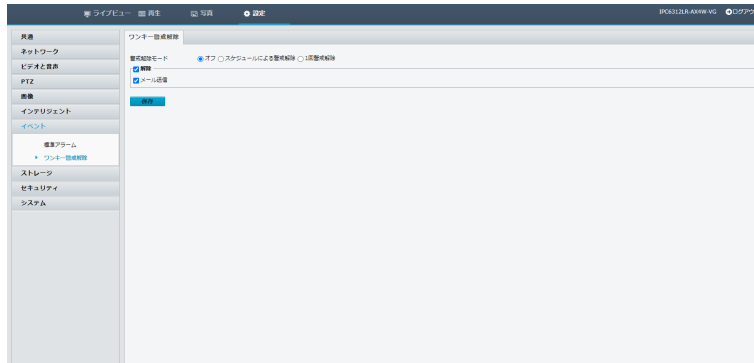 ライブビュー 再生 写真 設定 IPC6312LR-AX4W-VG ログアウ
共通
ワンキー警戒解除
ネットワーク
ビデオと音声
PTZ
画像
インテリジェント
イベント
標準アラーム
ワンキー警戒解除
ストレージ
セキュリティ
システム
警戒解除モード オフ スケジュールによる警戒解除 1回警戒解除
解除
メール送信
保存